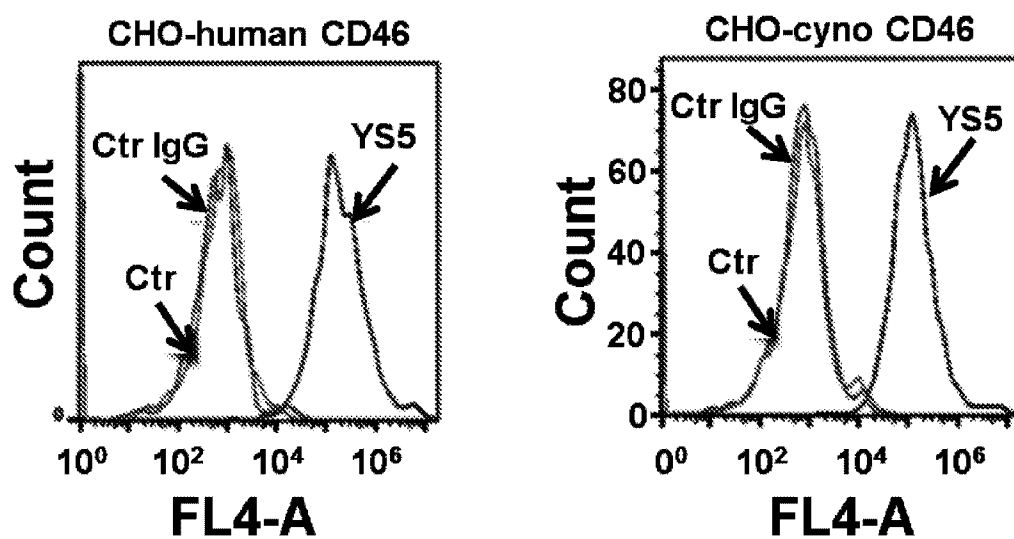 CHO-human CD46
Ctr IgG
YS5
Ctr
Count
0
10⁰ 10² 10⁴ 10⁶
FL4-A
CHO-cyno CD46
80
Ctr IgG
YS5
60
40
Ctr
20
0
Count
0⁰ 10² 10⁴ 10⁶
FL4-A